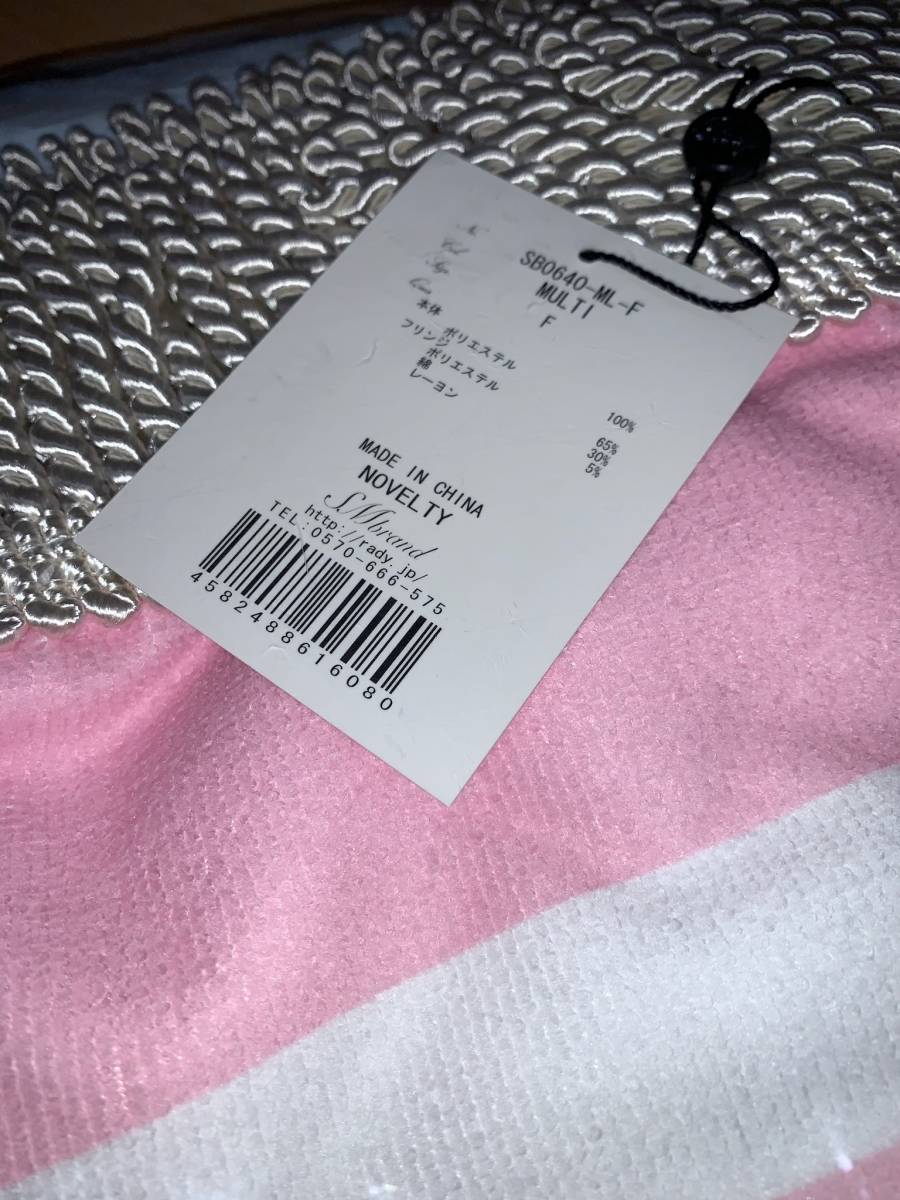 SB0640-ML-F
MULTI
F
本体
ポリエステル 100%
フリンジ
ポリエステル 65%
綿 30%
レーヨン 5%
MADE IN CHINA
NOVELTY
SMbrand
http://rady.jp/
TEL:0570-666-575
4582488616080